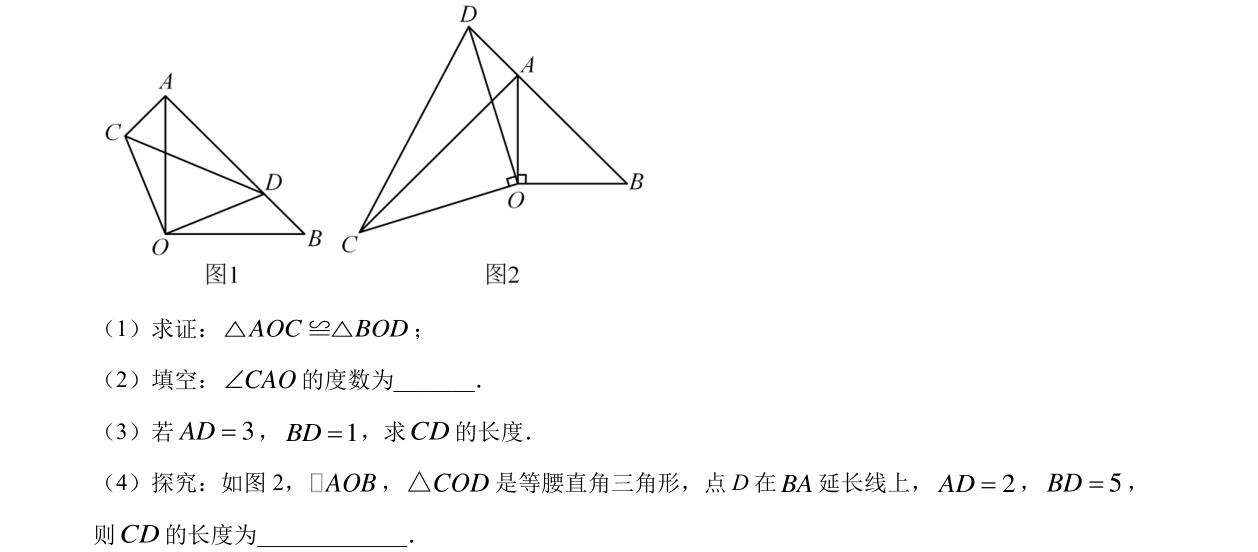 D
A
A
C
D
B
O
B
O
C
图1
图2
（1）求证：△AOC≌△BOD；
（2）填空：∠CAO的度数为_______．
（3）若AD=3，BD=1，求CD的长度．
（4）探究：如图2，□AOB，△COD是等腰直角三角形，点D在BA延长线上，AD=2，BD=5，
则CD的长度为_____________．